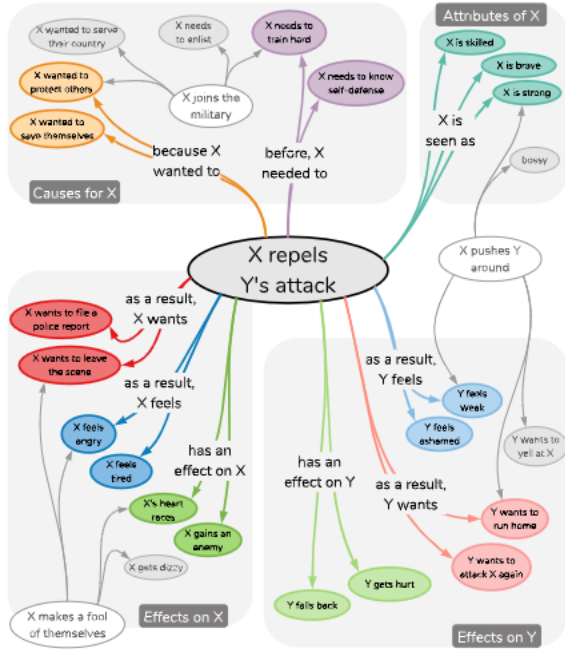 X wanted to serve
their country
X needs
to enlist
X needs to
train hard
Attributes of X
X is skilled
X is brave
X is strong
X wanted to
protect others
X needs to know
self-defense
X joins the
military
X wanted to
save themselves
X is
seen as
because X
wanted to
before, X
needed to
bossy
Causes for X
X pushes Y
around
X repels
Y's attack
as a result,
X wants
X wants to file a
police report
X wants to leave
the scene
as a result,
X feels
as a result,
Y feels
Y feels
weak
X feels
angry
Y feels
ashamed
Y wants to
yell at X
X feels
tired
has an
effect on X
has an
effect on Y
as a result,
Y wants
X's heart
races
X gains an
enemy
Y wants to
run home
X gets dizzy
Y wants to
attack X again
Y gets hurt
Y falls back
X makes a fool
of themselves
Effects on X
Effects on Y